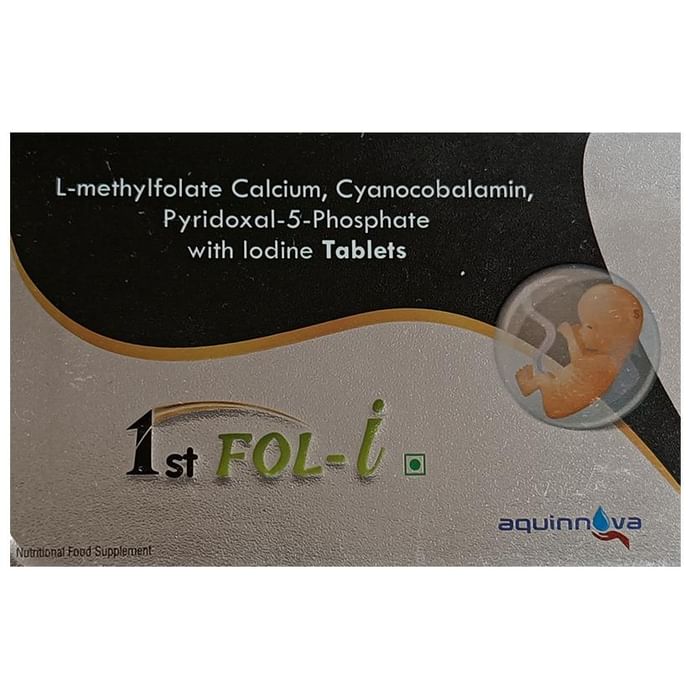 L-methylfolate Calcium, Cyanocobalamin,
Pyridoxal-5-Phosphate
with Iodine Tablets
1st FOL-i
aquinnova
Nutritional Food Supplement